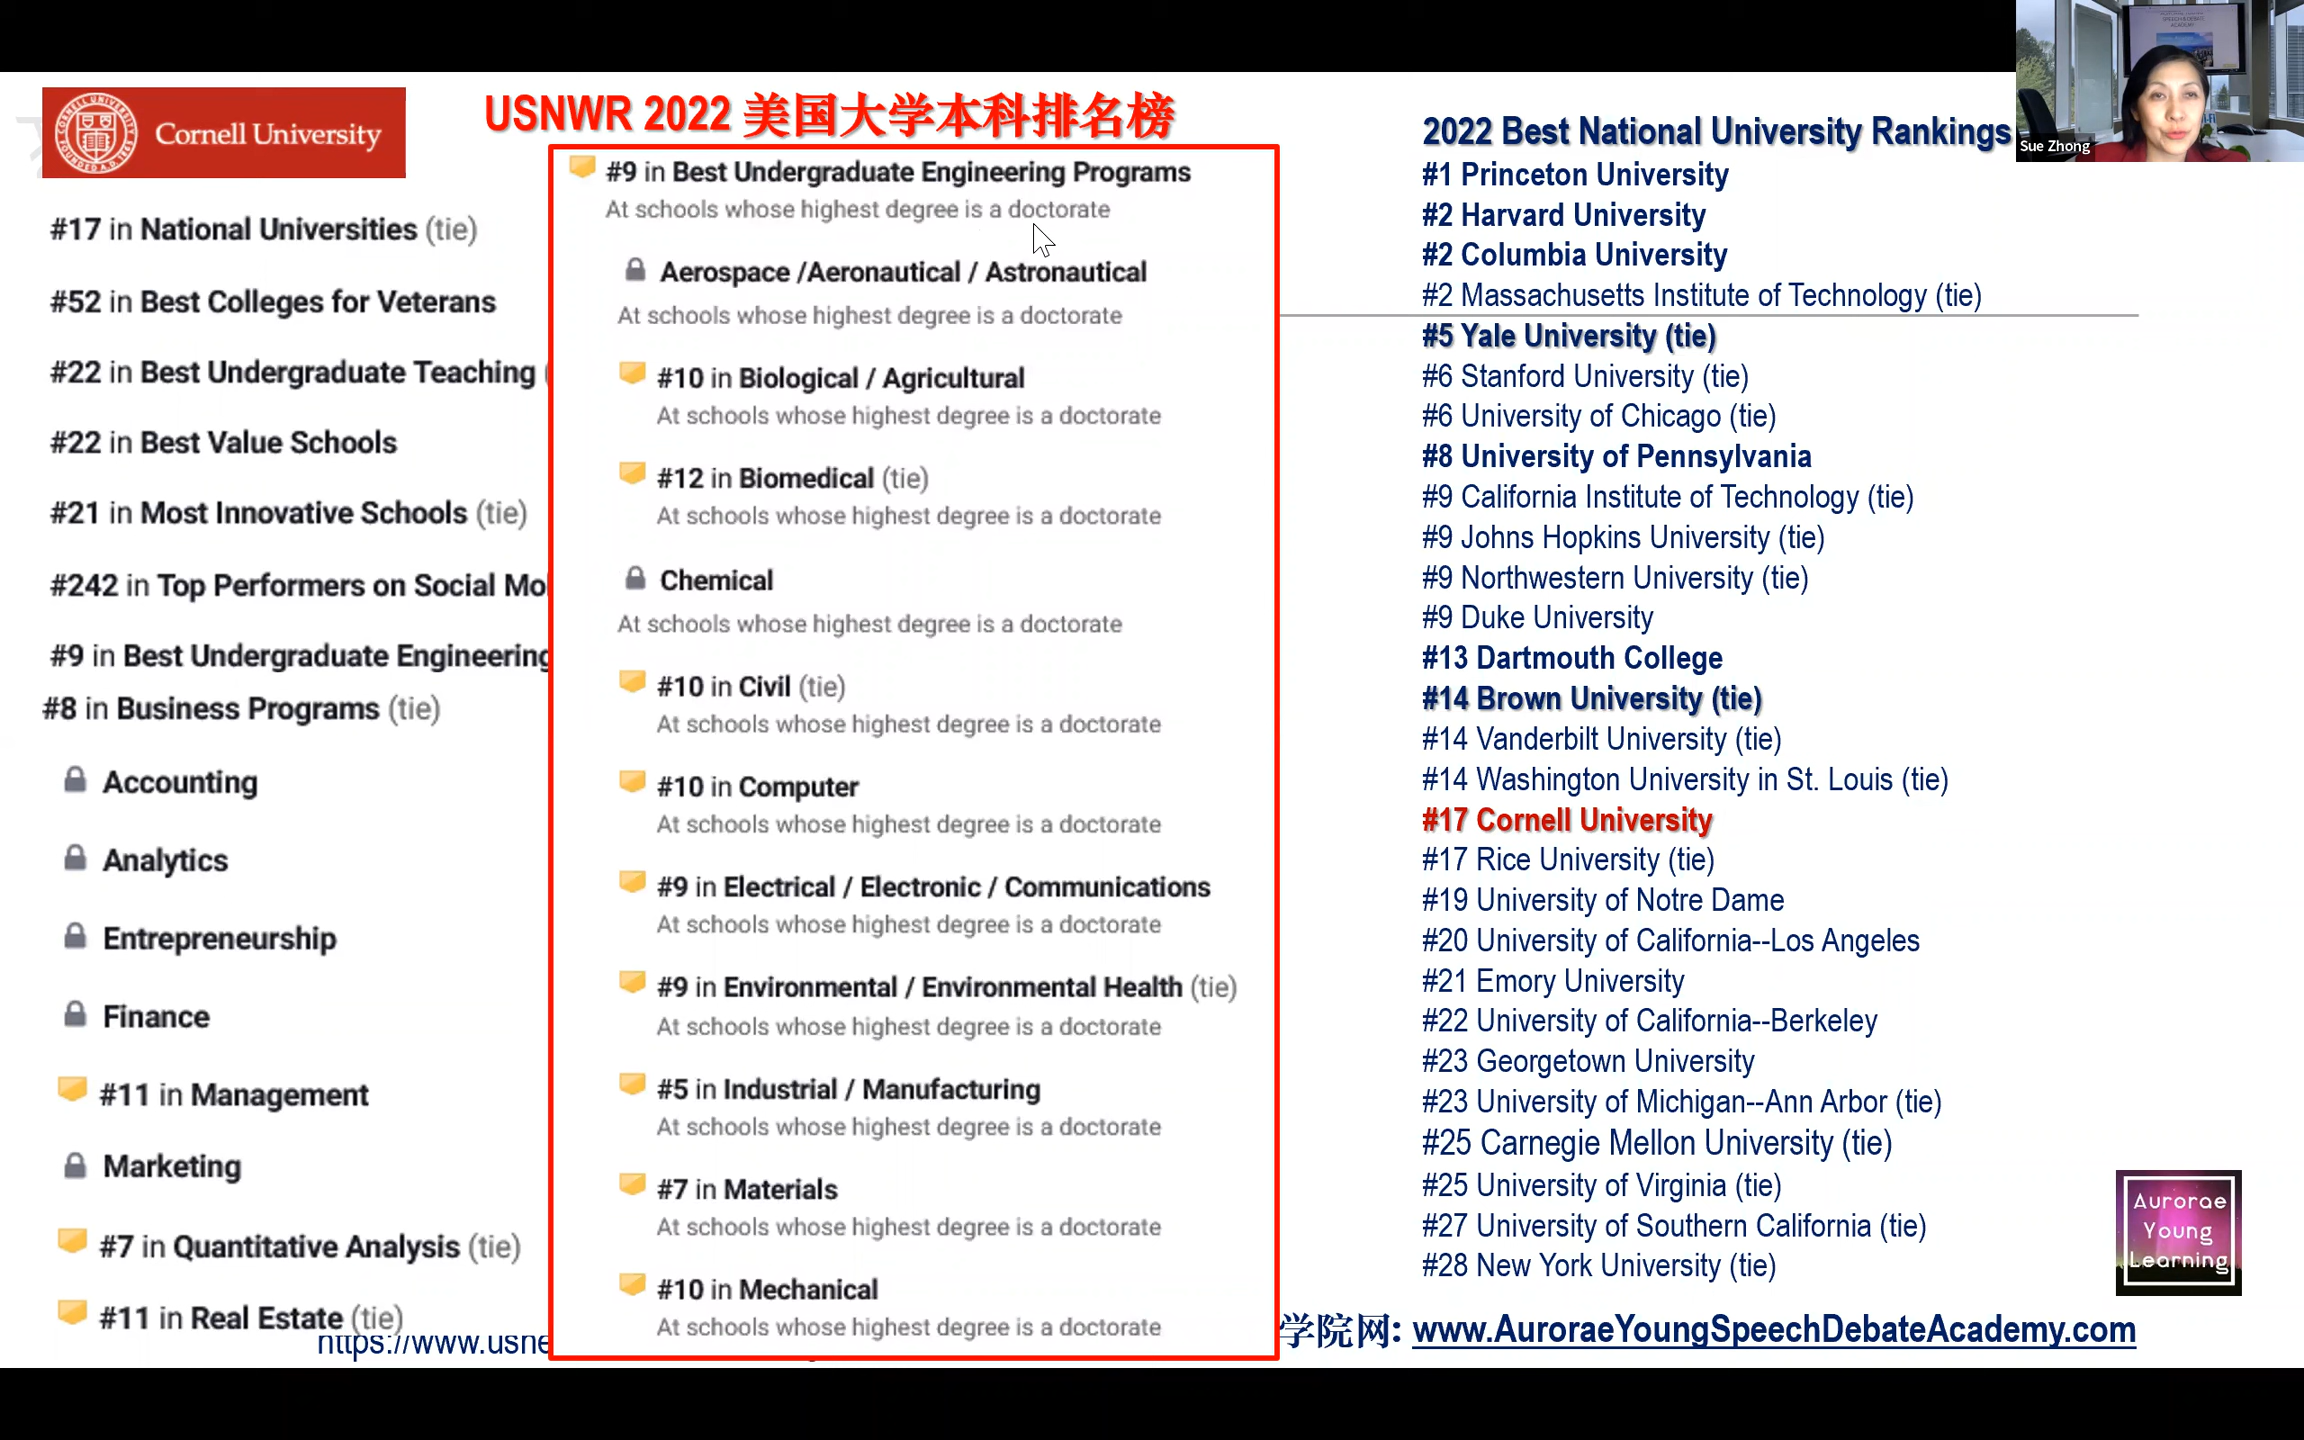 Cornell University
USNWR 2022 美国大学本科排名榜
#17 in National Universities (tie)
#52 in Best Colleges for Veterans
#22 in Best Undergraduate Teaching
#22 in Best Value Schools
#21 in Most Innovative Schools (tie)
#242 in Top Performers on Social Mo
#9 in Best Undergraduate Engineering
#8 in Business Programs (tie)
Accounting
Analytics
Entrepreneurship
Finance
#11 in Management
Marketing
#7 in Quantitative Analysis (tie)
#11 in Real Estate (tie)
https://www.usne
#9 in Best Undergraduate Engineering Programs
At schools whose highest degree is a doctorate
Aerospace /Aeronautical / Astronautical
At schools whose highest degree is a doctorate
#10 in Biological / Agricultural
At schools whose highest degree is a doctorate
#12 in Biomedical (tie)
At schools whose highest degree is a doctorate
Chemical
At schools whose highest degree is a doctorate
#10 in Civil (tie)
At schools whose highest degree is a doctorate
#10 in Computer
At schools whose highest degree is a doctorate
#9 in Electrical / Electronic / Communications
At schools whose highest degree is a doctorate
#9 in Environmental / Environmental Health (tie)
At schools whose highest degree is a doctorate
#5 in Industrial / Manufacturing
At schools whose highest degree is a doctorate
#7 in Materials
At schools whose highest degree is a doctorate
#10 in Mechanical
At schools whose highest degree is a doctorate
2022 Best National University Rankings
#1 Princeton University
#2 Harvard University
#2 Columbia University
#2 Massachusetts Institute of Technology (tie)
#5 Yale University (tie)
#6 Stanford University (tie)
#6 University of Chicago (tie)
#8 University of Pennsylvania
#9 California Institute of Technology (tie)
#9 Johns Hopkins University (tie)
#9 Northwestern University (tie)
#9 Duke University
#13 Dartmouth College
#14 Brown University (tie)
#14 Vanderbilt University (tie)
#14 Washington University in St. Louis (tie)
#17 Cornell University
#17 Rice University (tie)
#19 University of Notre Dame
#20 University of California--Los Angeles
#21 Emory University
#22 University of California--Berkeley
#23 Georgetown University
#23 University of Michigan--Ann Arbor (tie)
#25 Carnegie Mellon University (tie)
#25 University of Virginia (tie)
#27 University of Southern California (tie)
#28 New York University (tie)
学院网: www.AuroraeYoungSpeechDebateAcademy.com
Sue Zhong
Aurorae
Young
Learning